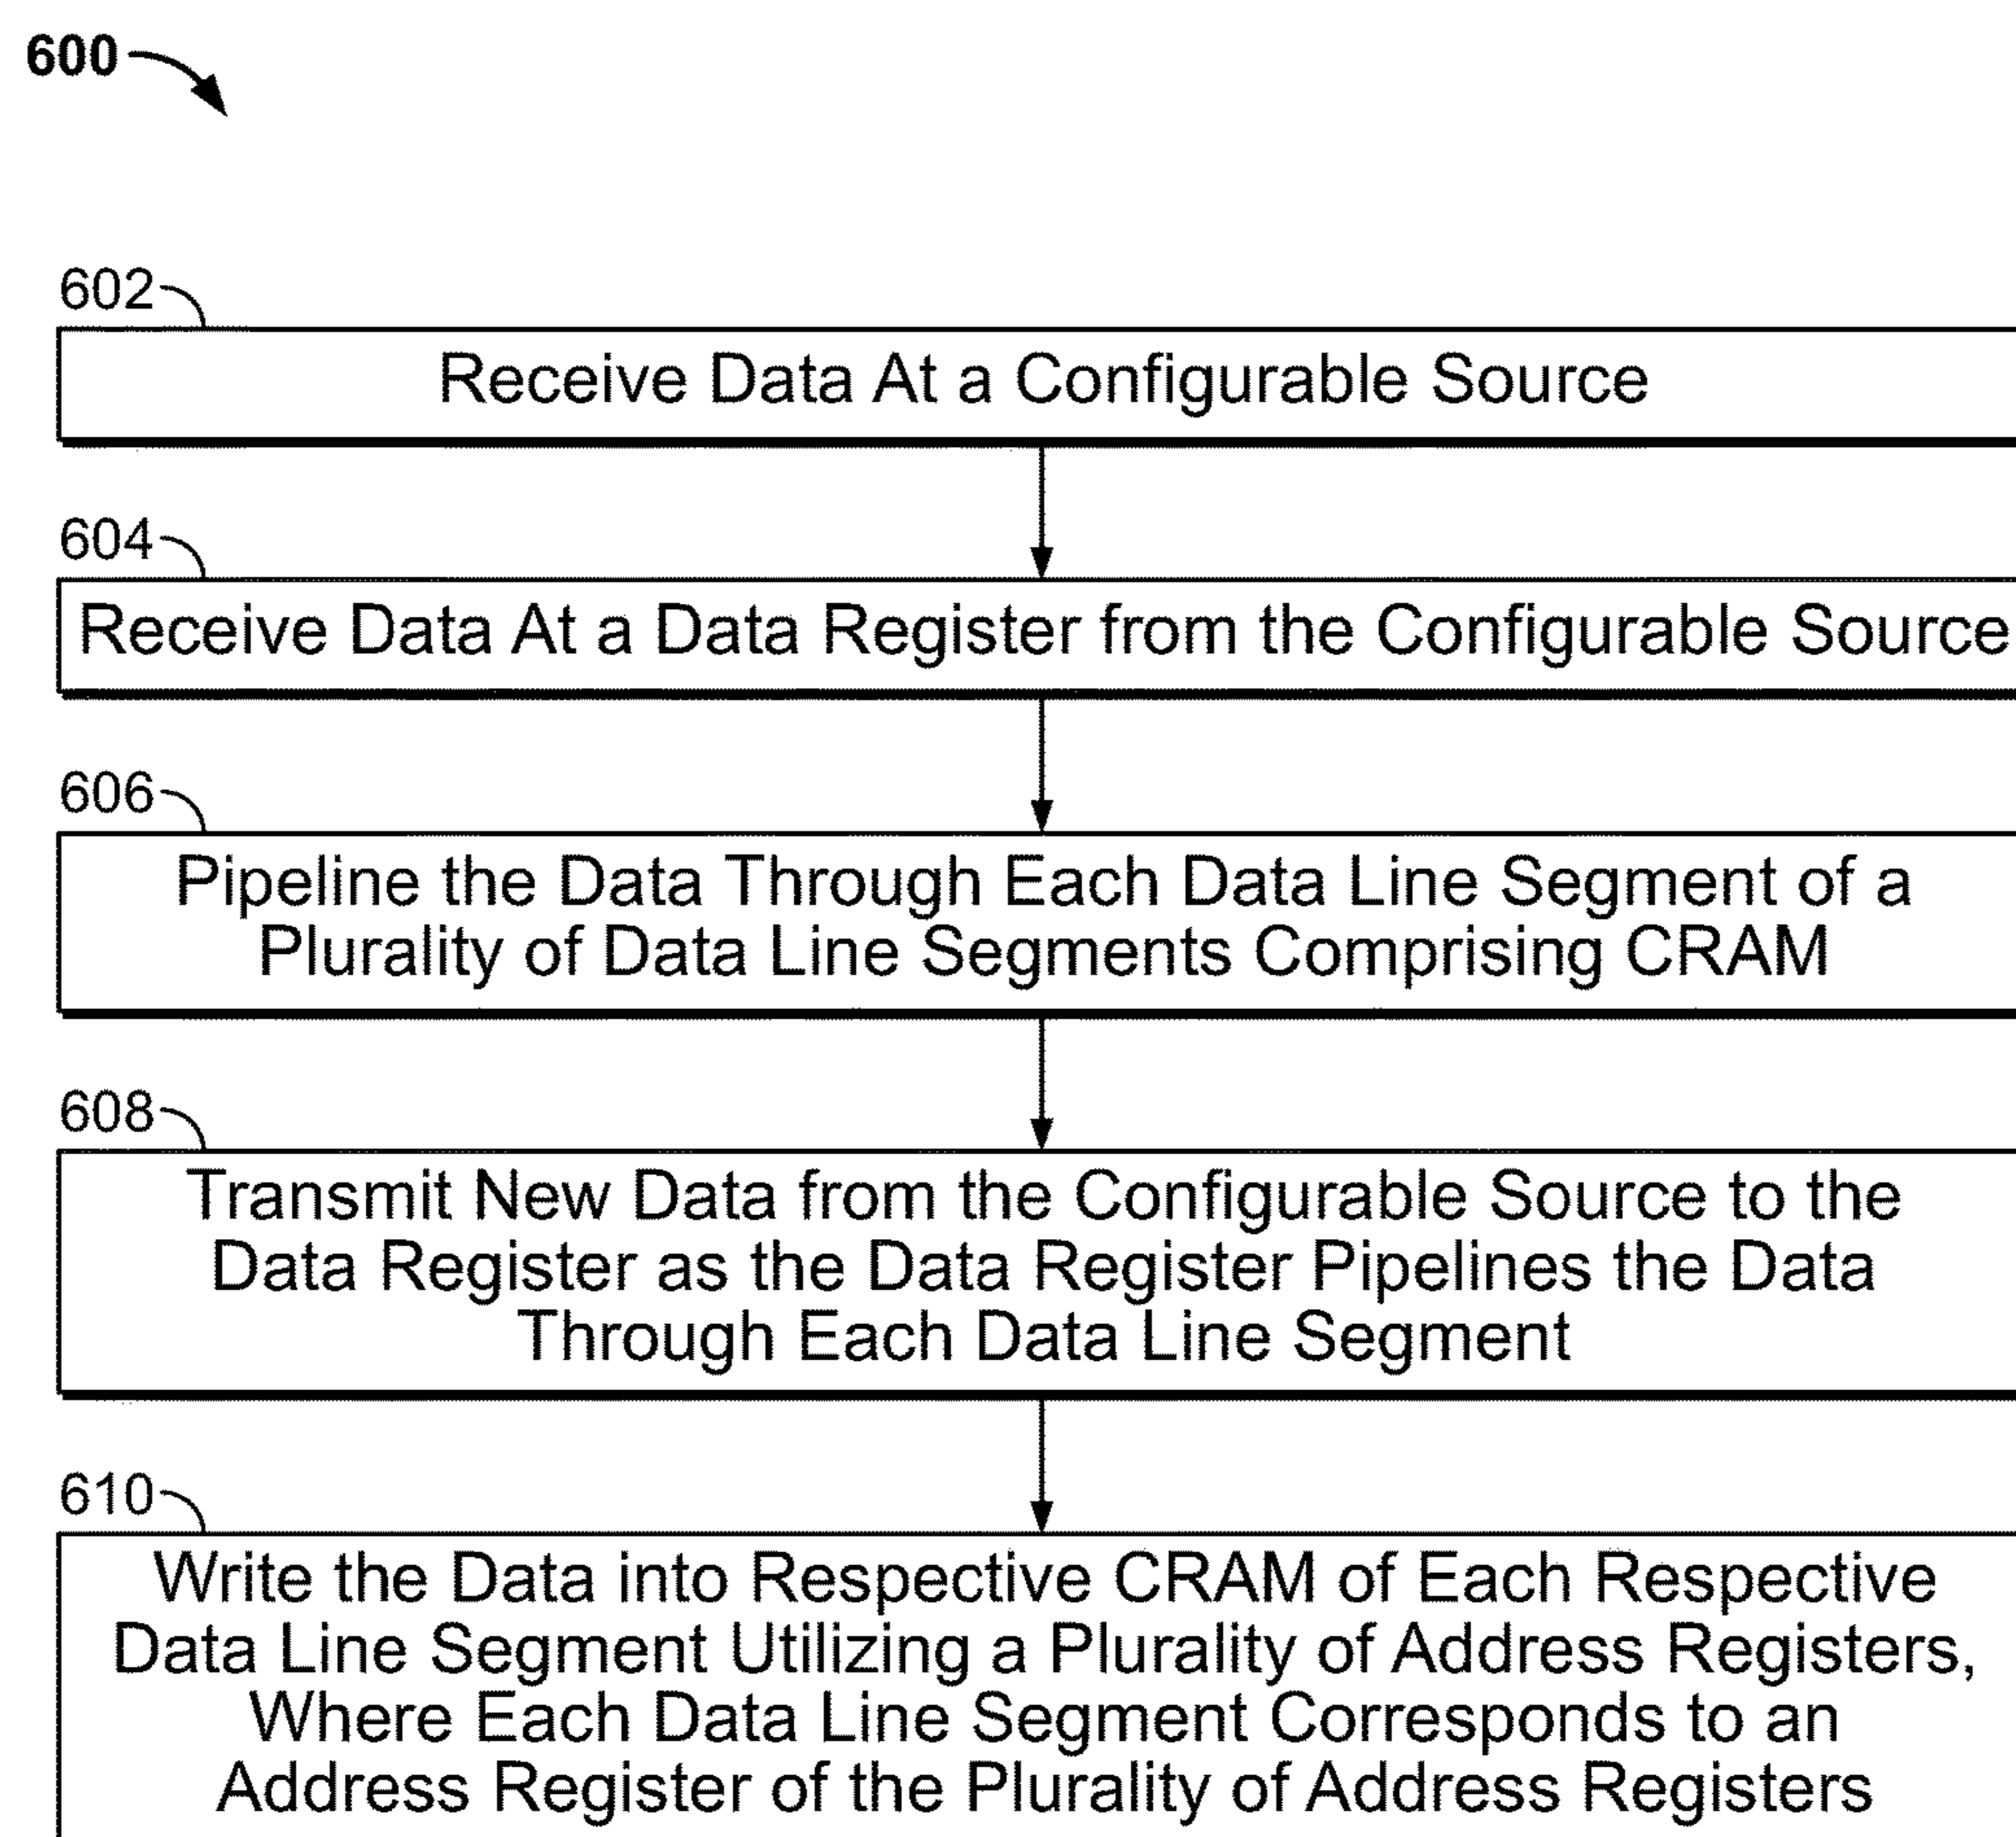 600
602
Receive Data At a Configurable Source
604
Receive Data At a Data Register from the Configurable Source
606
Pipeline the Data Through Each Data Line Segment of a
Plurality of Data Line Segments Comprising CRAM
608
Transmit New Data from the Configurable Source to the
Data Register as the Data Register Pipelines the Data
Through Each Data Line Segment
610
Write the Data into Respective CRAM of Each Respective
Data Line Segment Utilizing a Plurality of Address Registers,
Where Each Data Line Segment Corresponds to an
Address Register of the Plurality of Address Registers